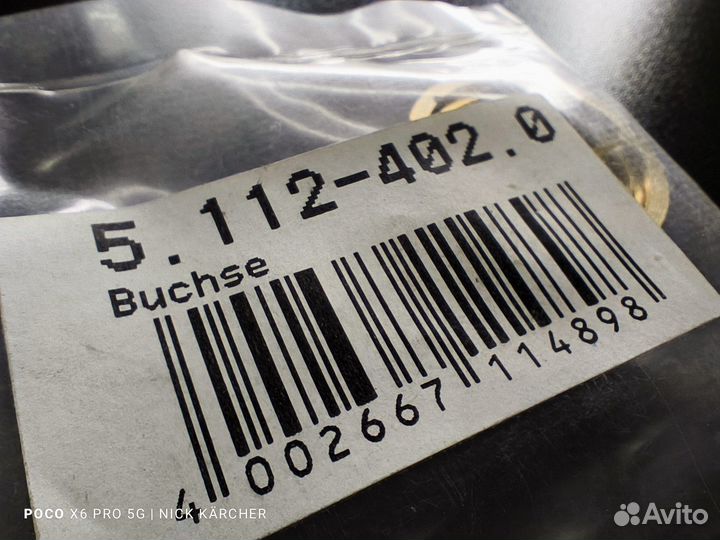 5.112-402.0
Buchse
4 002667 114898
POCO X6 PRO 5G | NICK KÄRCHER
Avito